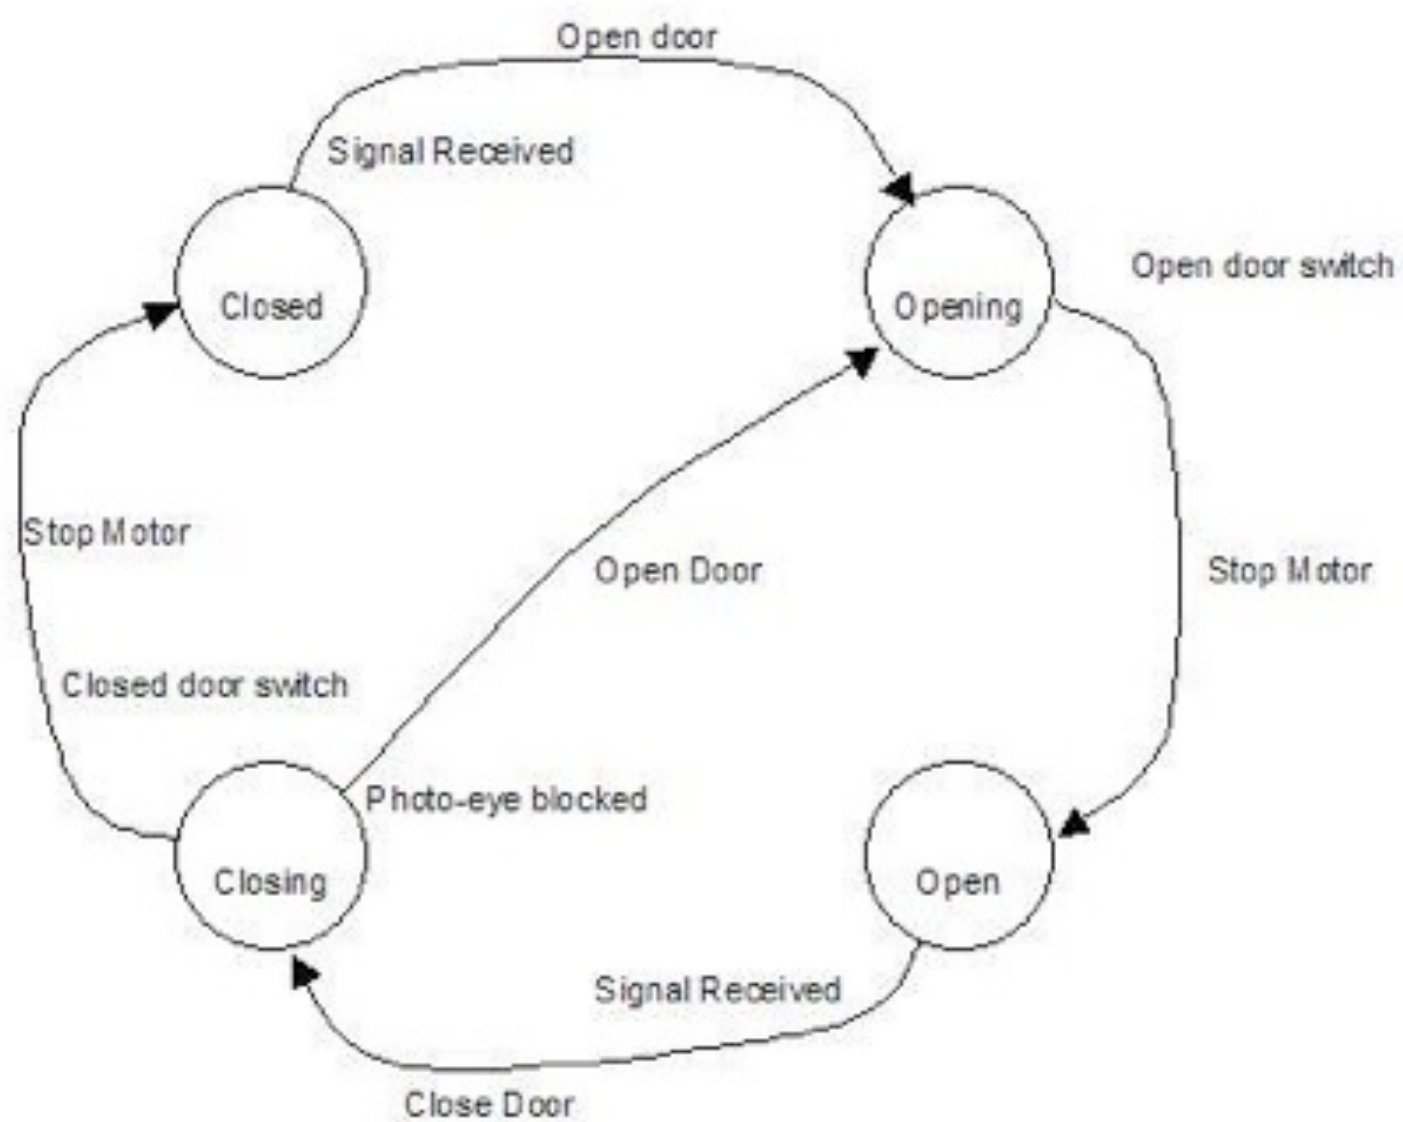 Open door
Signal Received
Open door switch
Closed
Opening
Stop Motor
Open Door
Stop Motor
Closed door switch
Photo-eye blocked
Closing
Open
Signal Received
Close Door